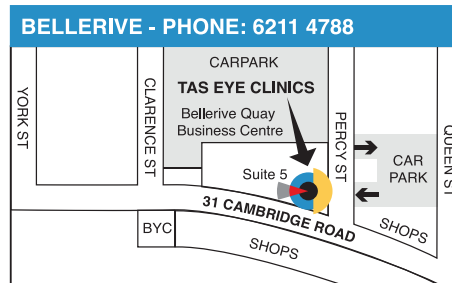 BELLERIVE - PHONE: 6211 4788
CARPARK
TAS EYE CLINICS
Bellerive Quay
Business Centre
YORK ST
CLARENCE ST
PERCY ST
QUEEN ST
CAR
PARK
Suite 5
31 CAMBRIDGE ROAD
BYC
SHOPS
SHOPS